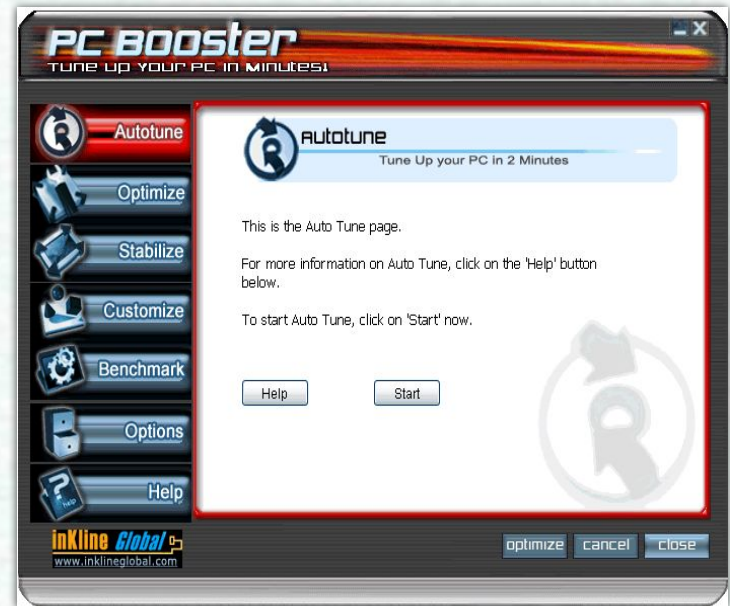 PC Booster
Tune up your PC in minutes!
Autotune
Optimize
Stabilize
Customize
Benchmark
Options
help
Help
Autotune
Tune Up your PC in 2 Minutes
This is the Auto Tune page.
For more information on Auto Tune, click on the 'Help' button
below.
To start Auto Tune, click on 'Start' now.
Help Start
inKline Global
www.inklineglobal.com
optimize cancel close